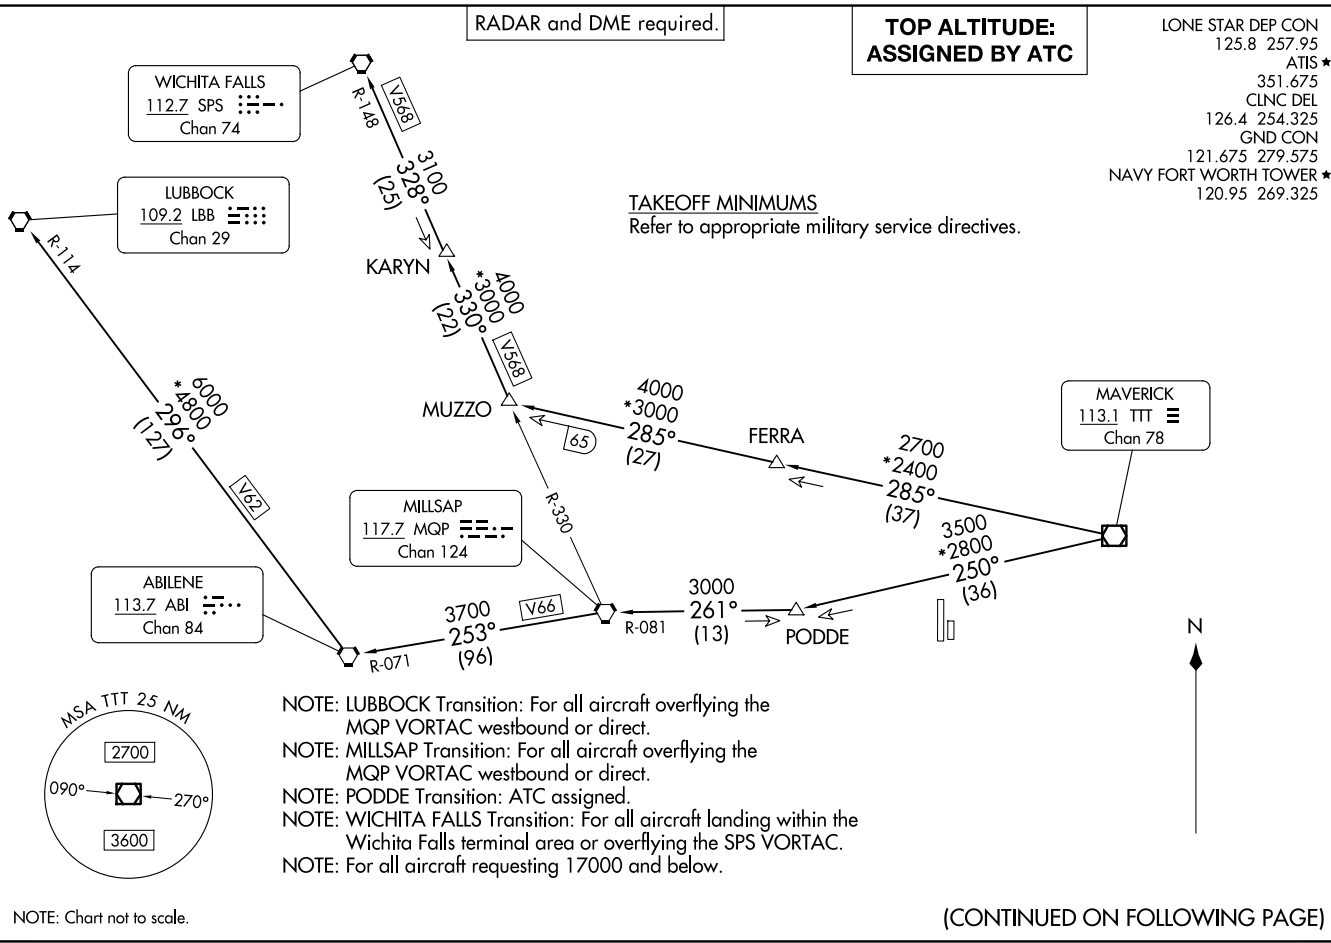 RADAR and DME required.
TOP ALTITUDE:
ASSIGNED BY ATC
LONE STAR DEP CON
125.8 257.95
ATIS ★
351.675
CLNC DEL
126.4 254.325
GND CON
121.675 279.575
NAVY FORT WORTH TOWER ★
120.95 269.325
WICHITA FALLS
112.7 SPS
Chan 74
R-148
V568
3100
328°
(25)
LUBBOCK
109.2 LBB
Chan 29
R-114
TAKEOFF MINIMUMS
Refer to appropriate military service directives.
KARYN
4000
*3000
330°
(22)
V568
6000
*4800
296°
(127)
V62
MUZZO
65
4000
*3000
285°
(27)
FERRA
2700
*2400
285°
(37)
MAVERICK
113.1 TTT
Chan 78
MILLSAP
117.7 MQP
Chan 124
R-330
3500
*2800
250°
(36)
ABILENE
113.7 ABI
Chan 84
R-071
3700
253°
(96)
V66
R-081
3000
261°
(13)
PODDE
N
MSA TTT 25 NM
2700
090°
270°
3600
NOTE: LUBBOCK Transition: For all aircraft overflying the
MQP VORTAC westbound or direct.
NOTE: MILLSAP Transition: For all aircraft overflying the
MQP VORTAC westbound or direct.
NOTE: PODDE Transition: ATC assigned.
NOTE: WICHITA FALLS Transition: For all aircraft landing within the
Wichita Falls terminal area or overflying the SPS VORTAC.
NOTE: For all aircraft requesting 17000 and below.
NOTE: Chart not to scale.
(CONTINUED ON FOLLOWING PAGE)